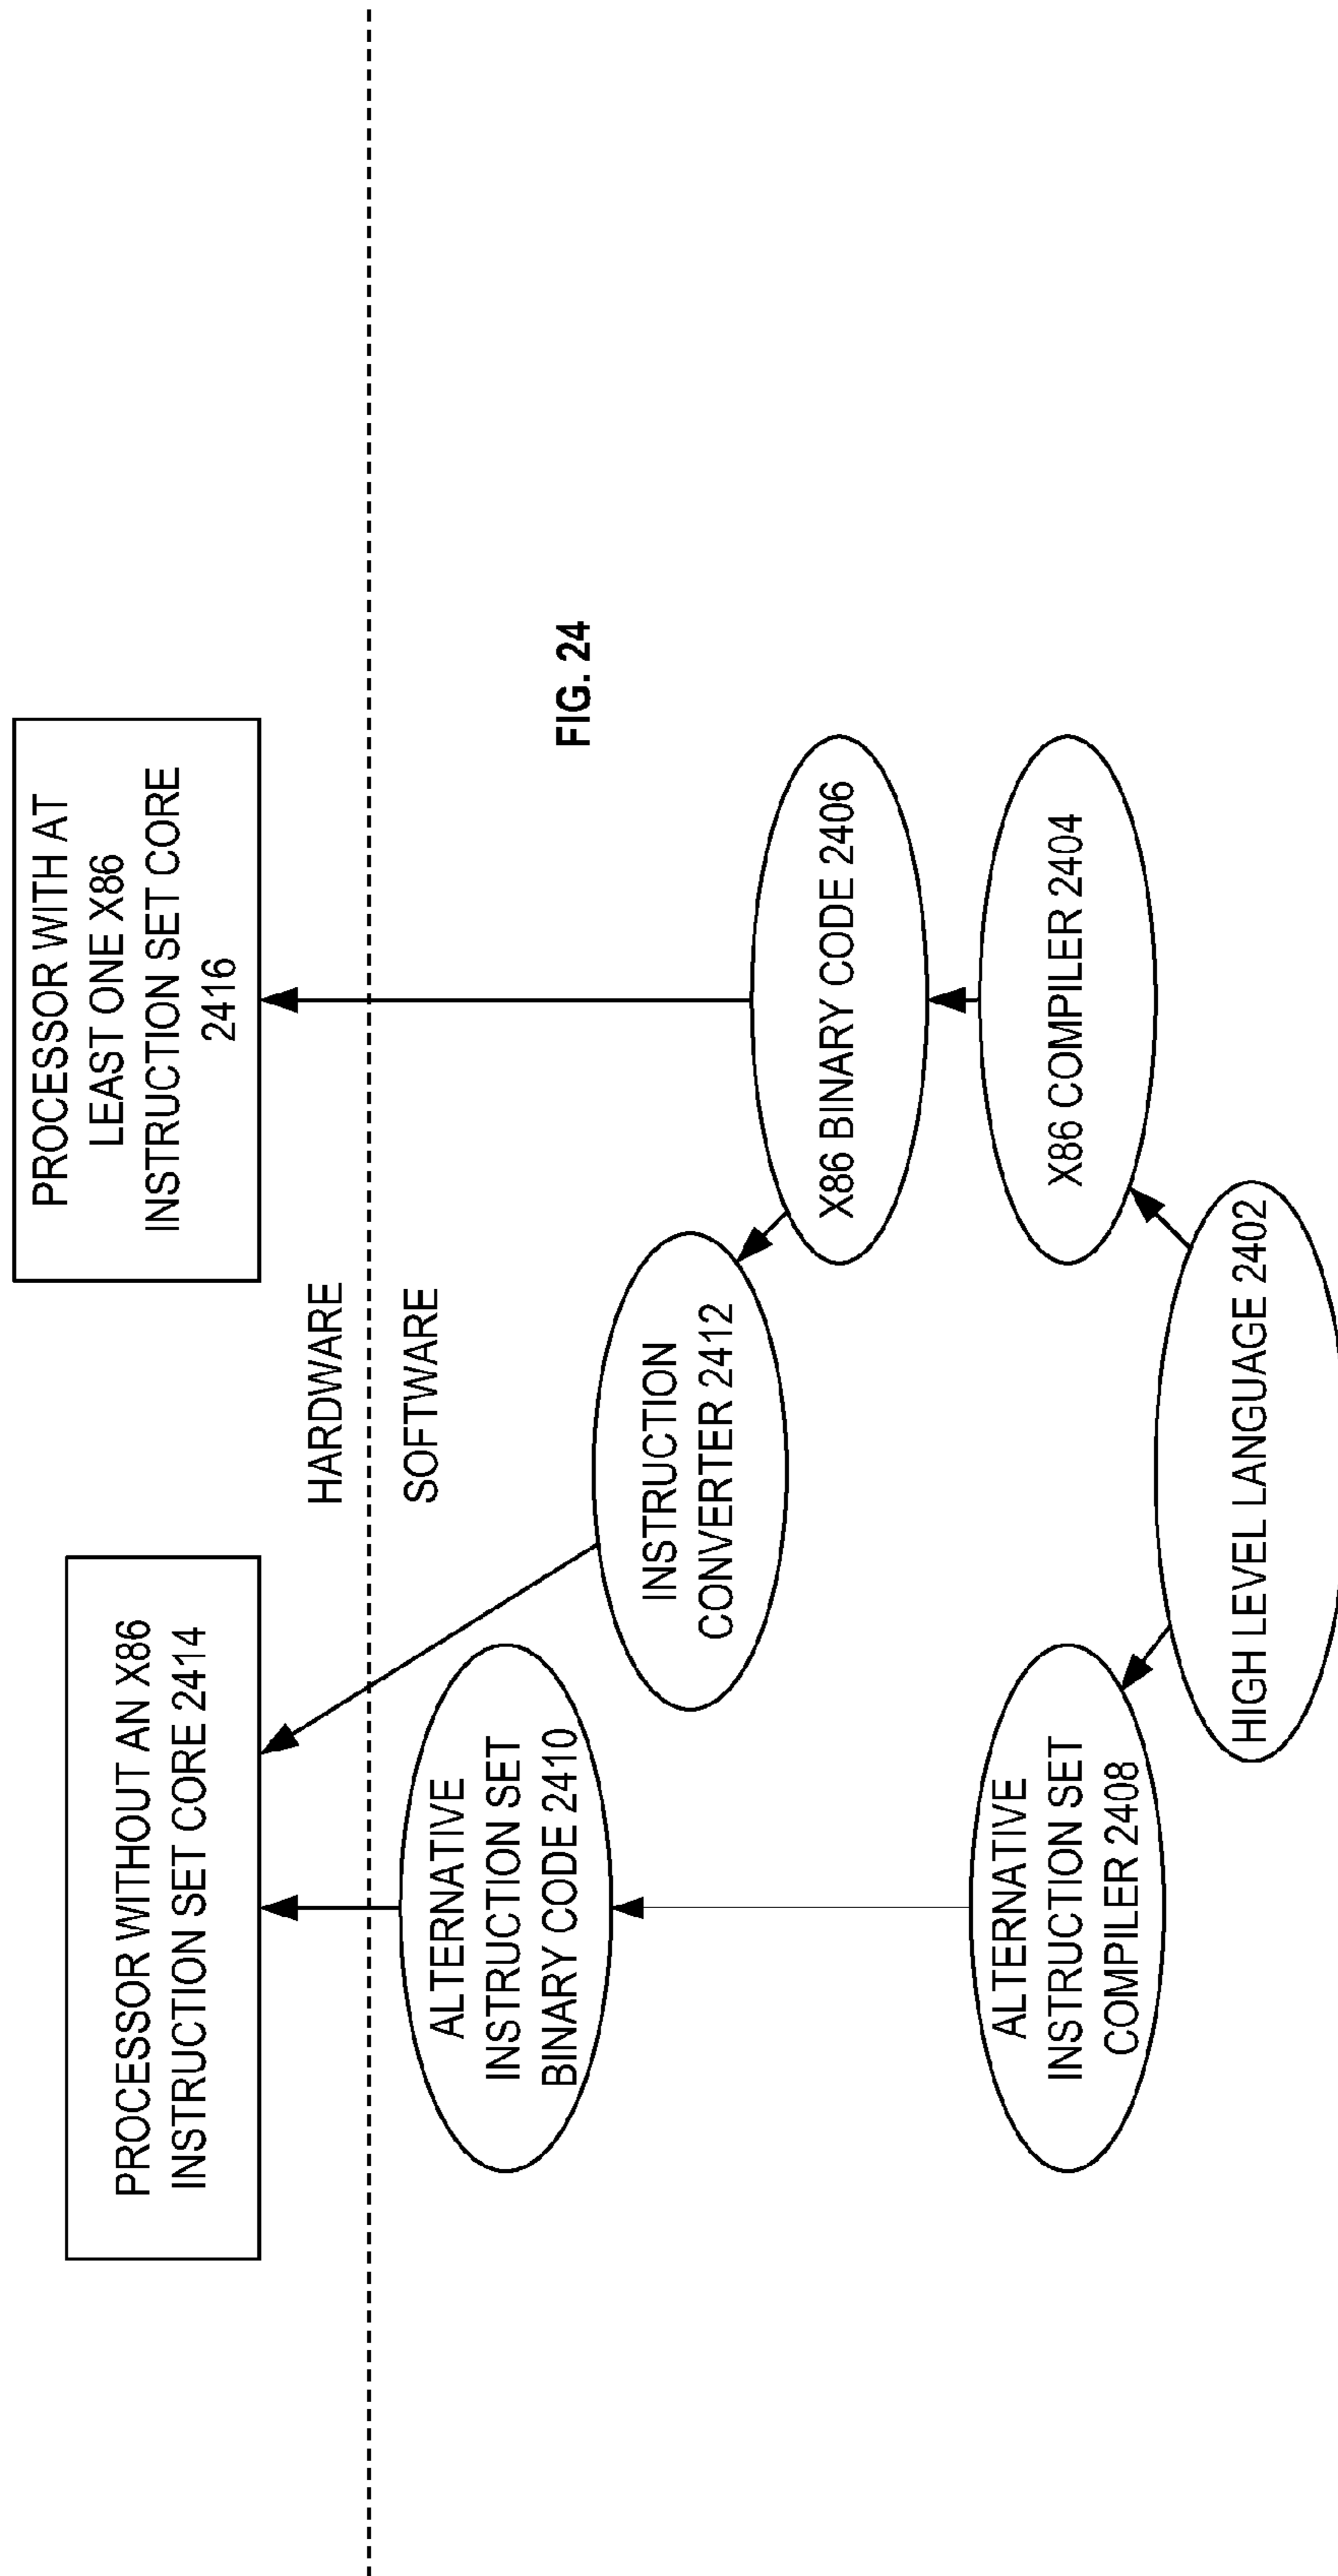 PROCESSOR WITHOUT AN X86
INSTRUCTION SET CORE 2414
PROCESSOR WITH AT
LEAST ONE X86
INSTRUCTION SET CORE
2416
HARDWARE
SOFTWARE
ALTERNATIVE
INSTRUCTION SET
BINARY CODE 2410
INSTRUCTION
CONVERTER 2412
FIG. 24
X86 BINARY CODE 2406
ALTERNATIVE
INSTRUCTION SET
COMPILER 2408
X86 COMPILER 2404
HIGH LEVEL LANGUAGE 2402